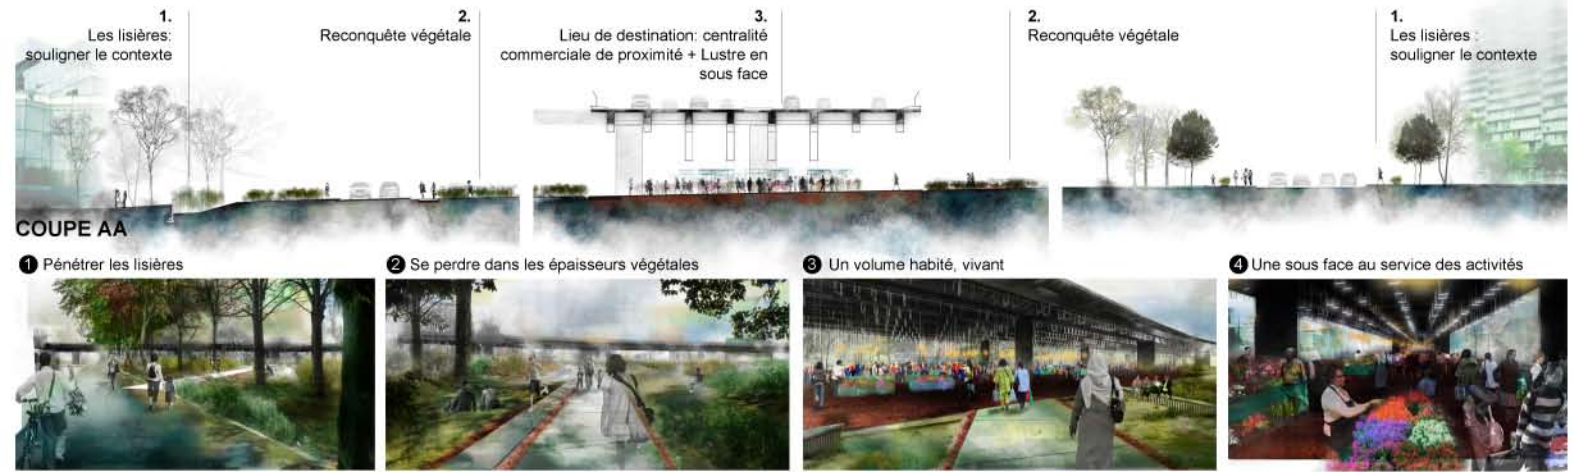 1.
Les lisières:
souligner le contexte
2.
Reconquête végétale
3.
Lieu de destination: centralité
commerciale de proximité + Lustre en
sous face
2.
Reconquête végétale
1.
Les lisières :
souligner le contexte
COUPE AA
1 Pénétrer les lisières
2 Se perdre dans les épaisseurs végétales
3 Un volume habité, vivant
4 Une sous face au service des activités